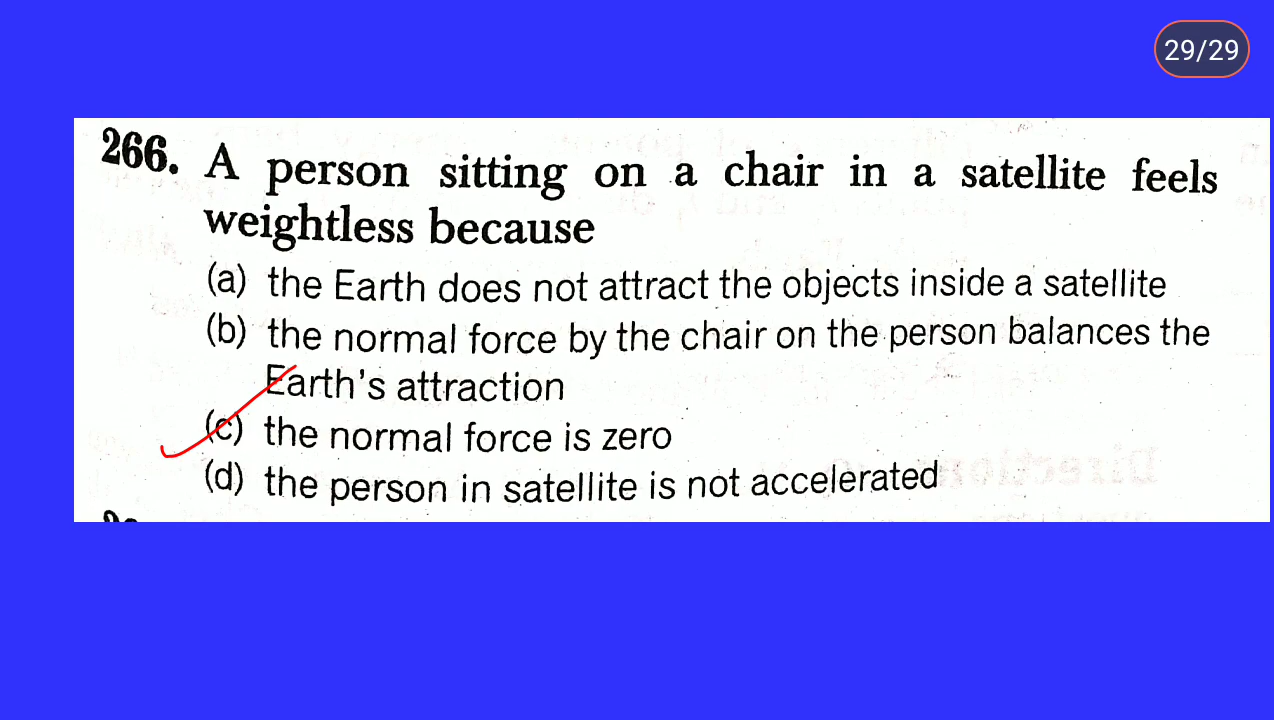 29/29
266. A person sitting on a chair in a satellite feels
weightless because
(a) the Earth does not attract the objects inside a satellite
(b) the normal force by the chair on the person balances the
Earth's attraction
(c) the normal force is zero
(d) the person in satellite is not accelerated